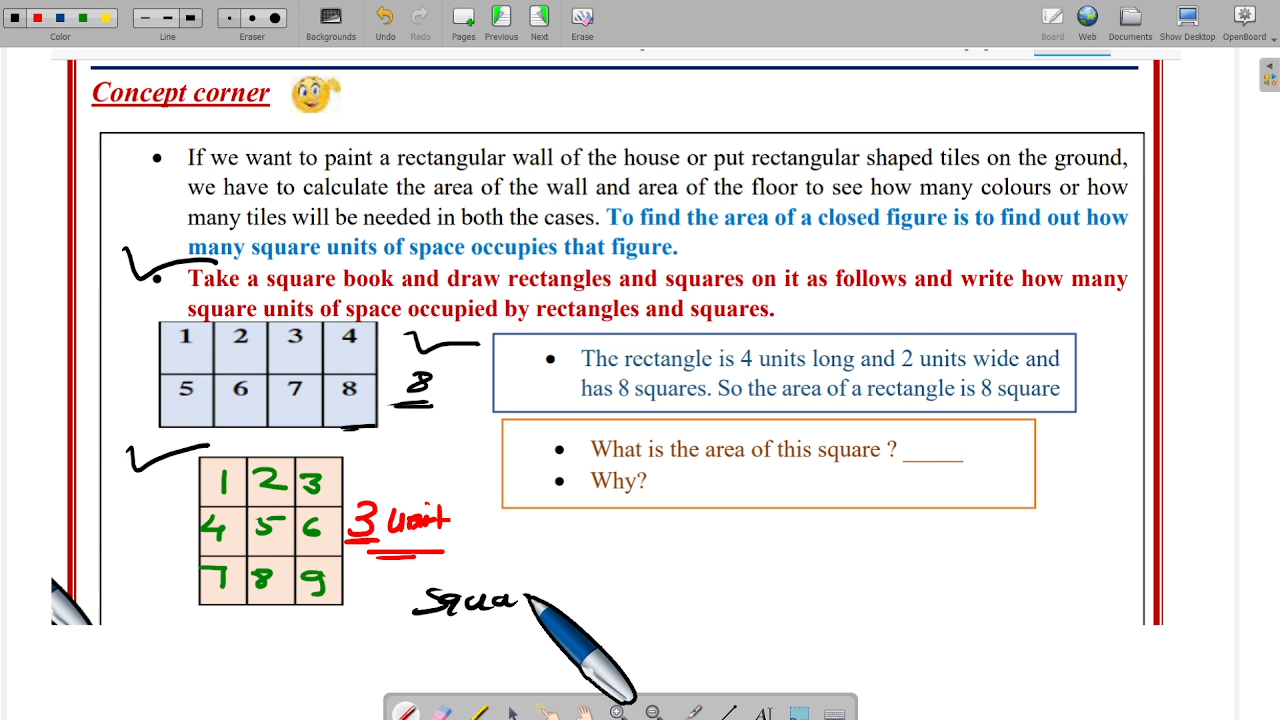 Color Line Eraser Backgrounds Undo Redo Pages Previous Next Erase Board Web Documents Show Desktop OpenBoard
Concept corner
• If we want to paint a rectangular wall of the house or put rectangular shaped tiles on the ground,
we have to calculate the area of the wall and area of the floor to see how many colours or how
many tiles will be needed in both the cases. To find the area of a closed figure is to find out how
many square units of space occupies that figure.
• Take a square book and draw rectangles and squares on it as follows and write how many
square units of space occupied by rectangles and squares.
1 2 3 4
5 6 7 8
8
• The rectangle is 4 units long and 2 units wide and
has 8 squares. So the area of a rectangle is 8 square
• What is the area of this square ? _____
• Why?
1 2 3
4 5 6
7 8 9
3 unit
Squa